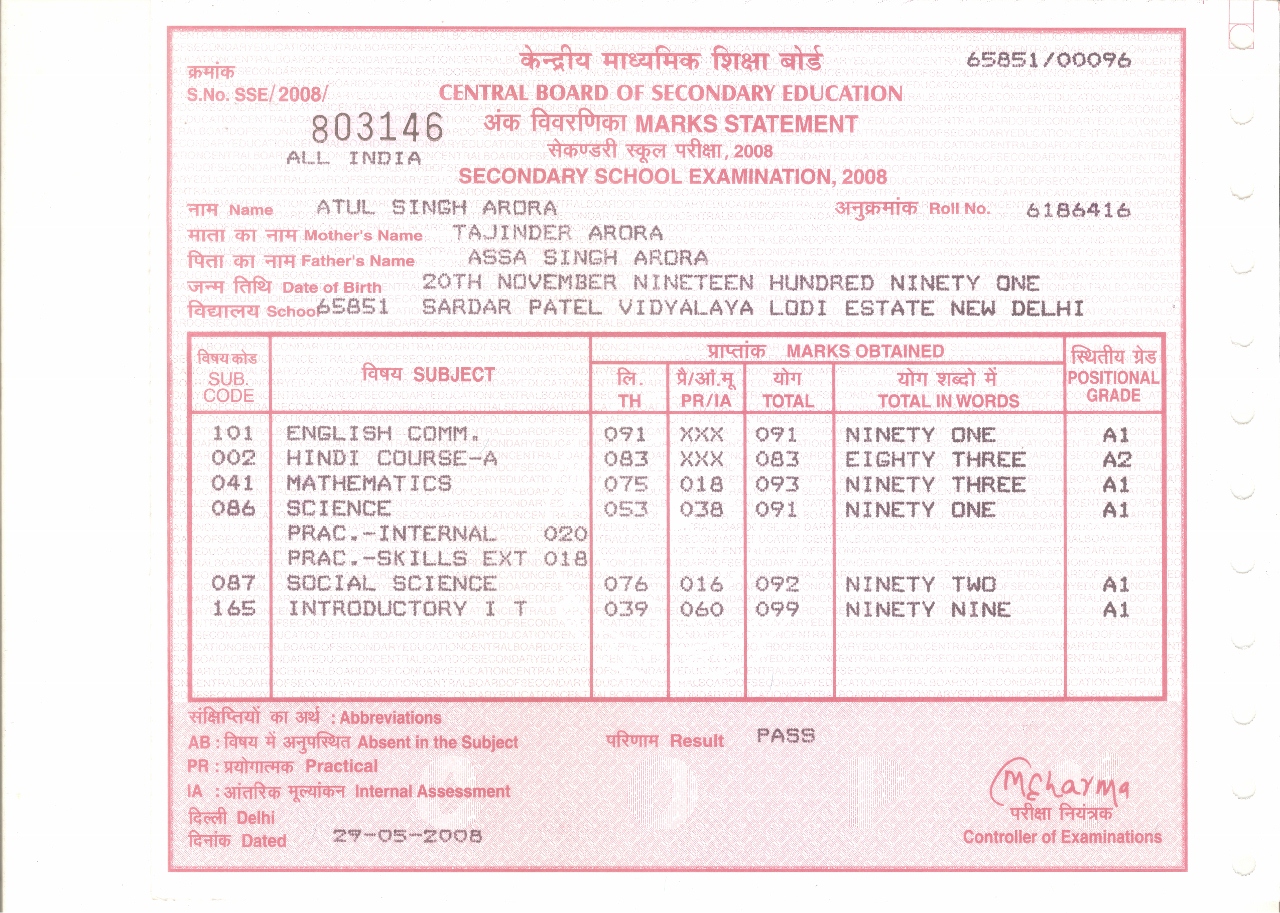 केन्द्रीय माध्यमिक शिक्षा बोर्ड 65851/00096
क्रमांक
S.No. SSE/2008/ CENTRAL BOARD OF SECONDARY EDUCATION
803146 अंक विवरणिका MARKS STATEMENT
ALL INDIA सेकण्डरी स्कूल परीक्षा, 2008
SECONDARY SCHOOL EXAMINATION, 2008
नाम Name ATUL SINGH ARORA अनुक्रमांक Roll No. 6186416
माता का नाम Mother's Name TAJINDER ARORA
पिता का नाम Father's Name ASSA SINGH ARORA
जन्म तिथि Date of Birth 20TH NOVEMBER NINETEEN HUNDRED NINETY ONE
विद्यालय School 65851 SARDAR PATEL VIDYALAYA LODI ESTATE NEW DELHI
विषय कोड SUB. CODE विषय SUBJECT प्राप्तांक MARKS OBTAINED स्थितीय ग्रेड POSITIONAL GRADE
लि. प्रै/आं.मू योग योग शब्दो में
TH PR/IA TOTAL TOTAL IN WORDS
101 ENGLISH COMM. 091 XXX 091 NINETY ONE A1
002 HINDI COURSE-A 083 XXX 083 EIGHTY THREE A2
041 MATHEMATICS 075 018 093 NINETY THREE A1
086 SCIENCE 053 038 091 NINETY ONE A1
PRAC.-INTERNAL 020
PRAC.-SKILLS EXT 018
087 SOCIAL SCIENCE 076 016 092 NINETY TWO A1
165 INTRODUCTORY I T 039 060 099 NINETY NINE A1
संक्षिप्तियों का अर्थ : Abbreviations
AB : विषय में अनुपस्थित Absent in the Subject परिणाम Result PASS
PR : प्रयोगात्मक Practical
IA : आंतरिक मूल्यांकन Internal Assessment
दिल्ली Delhi परीक्षा नियंत्रक
दिनांक Dated 29-05-2008 Controller of Examinations